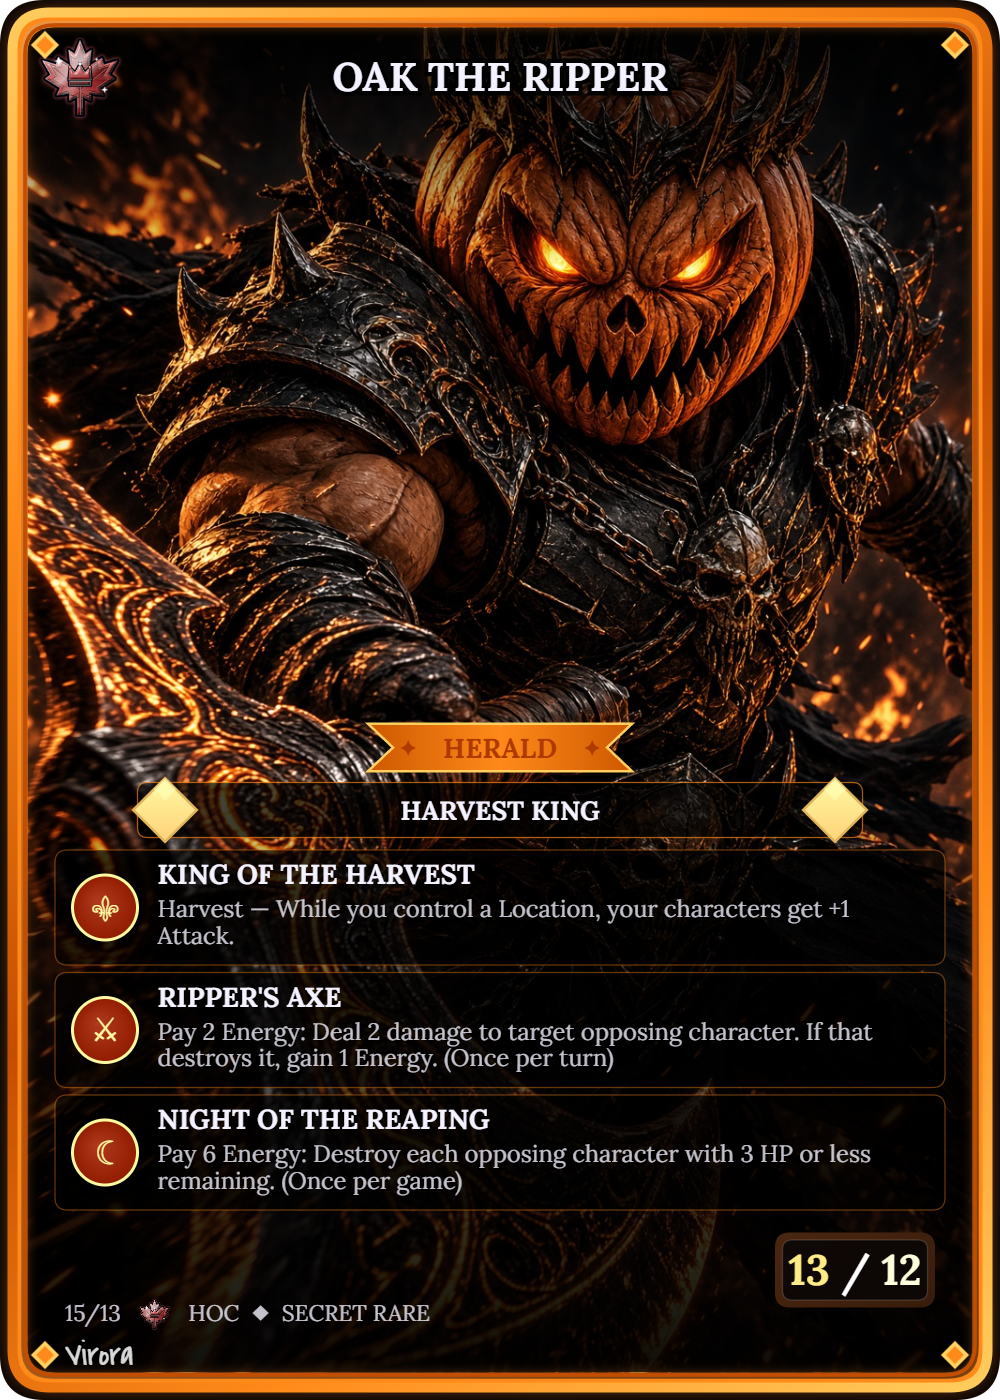 OAK THE RIPPER
HERALD
HARVEST KING
KING OF THE HARVEST
Harvest — While you control a Location, your characters get +1
Attack.
RIPPER'S AXE
Pay 2 Energy: Deal 2 damage to target opposing character. If that
destroys it, gain 1 Energy. (Once per turn)
NIGHT OF THE REAPING
Pay 6 Energy: Destroy each opposing character with 3 HP or less
remaining. (Once per game)
13 / 12
15/13 HOC ◆ SECRET RARE
Virora